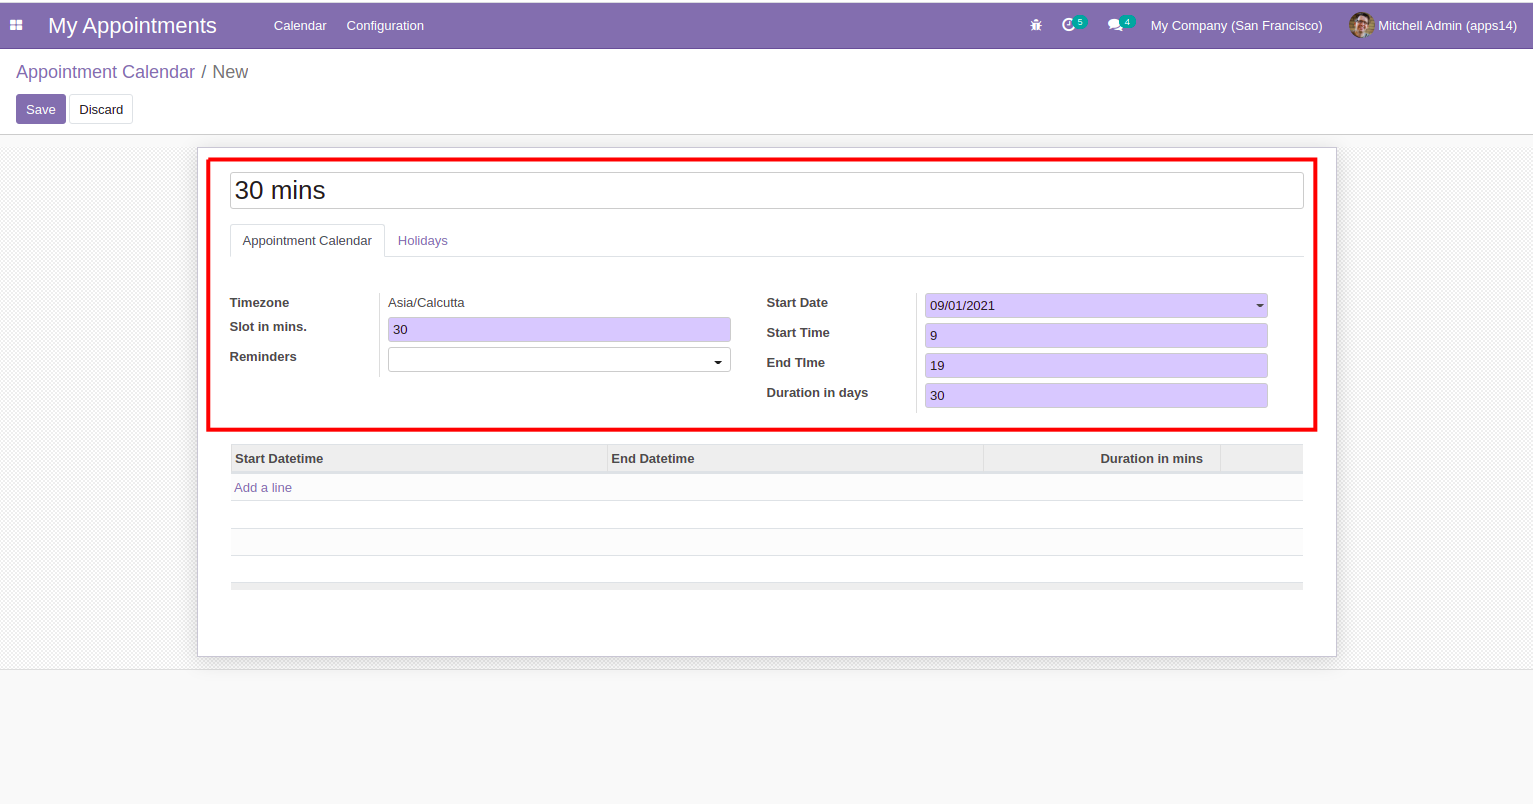 My Appointments Calendar Configuration 5 4 My Company (San Francisco) Mitchell Admin (apps14)
Appointment Calendar / New
Save Discard
30 mins
Appointment Calendar Holidays
Timezone Asia/Calcutta
Slot in mins. 30
Reminders
Start Date 09/01/2021
Start Time 9
End TIme 19
Duration in days 30
Start Datetime End Datetime Duration in mins
Add a line